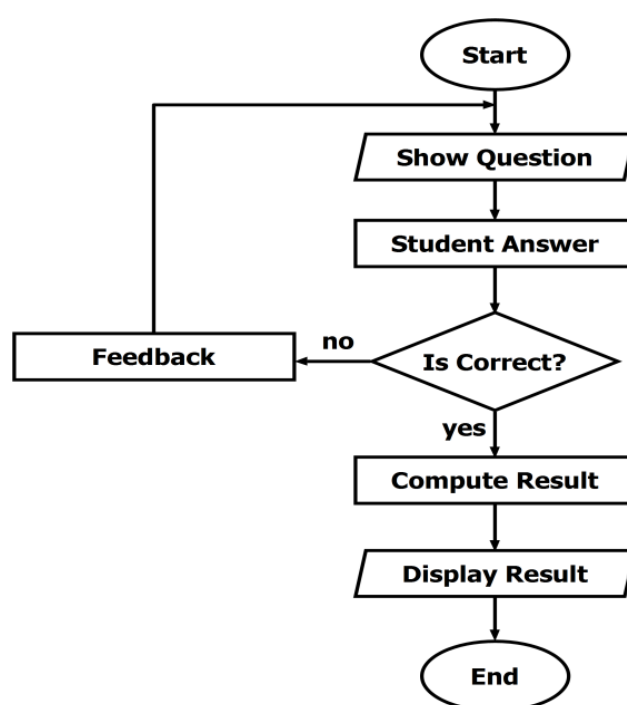 Start
Show Question
Student Answer
Is Correct?
no
Feedback
yes
Compute Result
Display Result
End